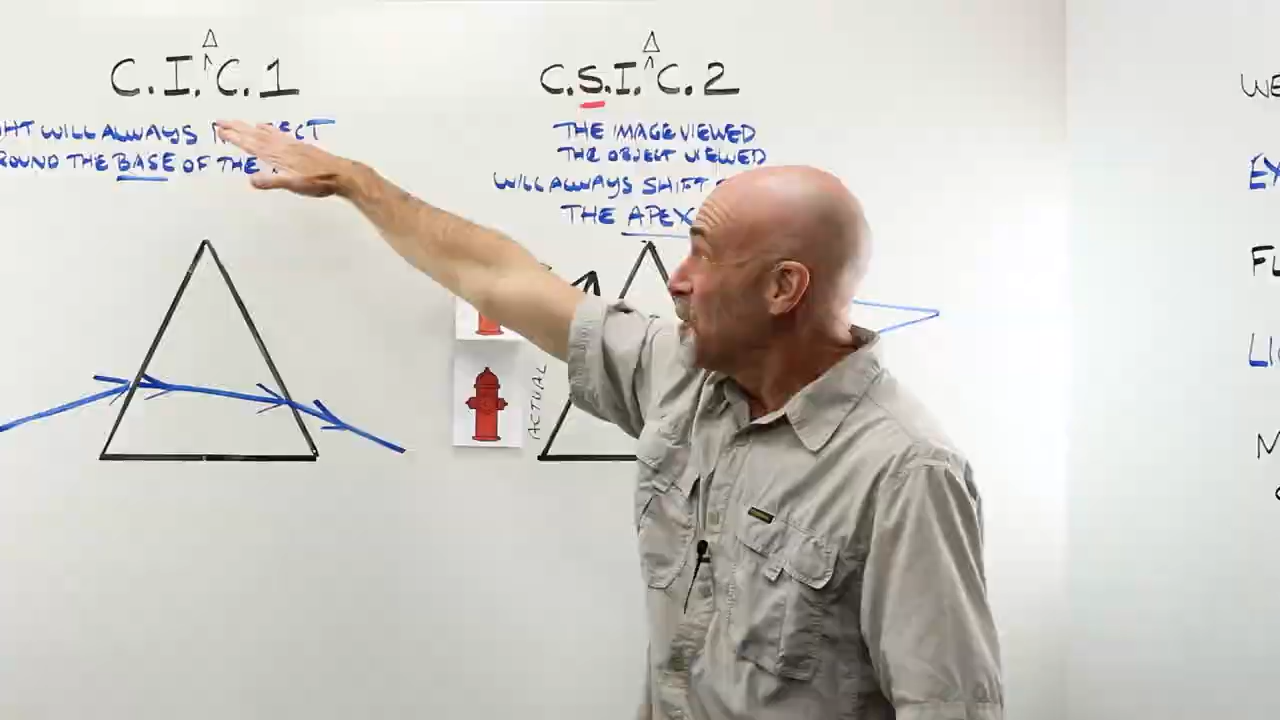 C.I.^C.1
HT WILL ALWAYS
ROUND THE BASE OF THE
C.S.I.^C.2
THE IMAGE VIEWED
THE OBJECT VIEWED
WILL ALWAYS SHIFT
THE APEX
ACTUAL
WE
EX
FL
LI
M